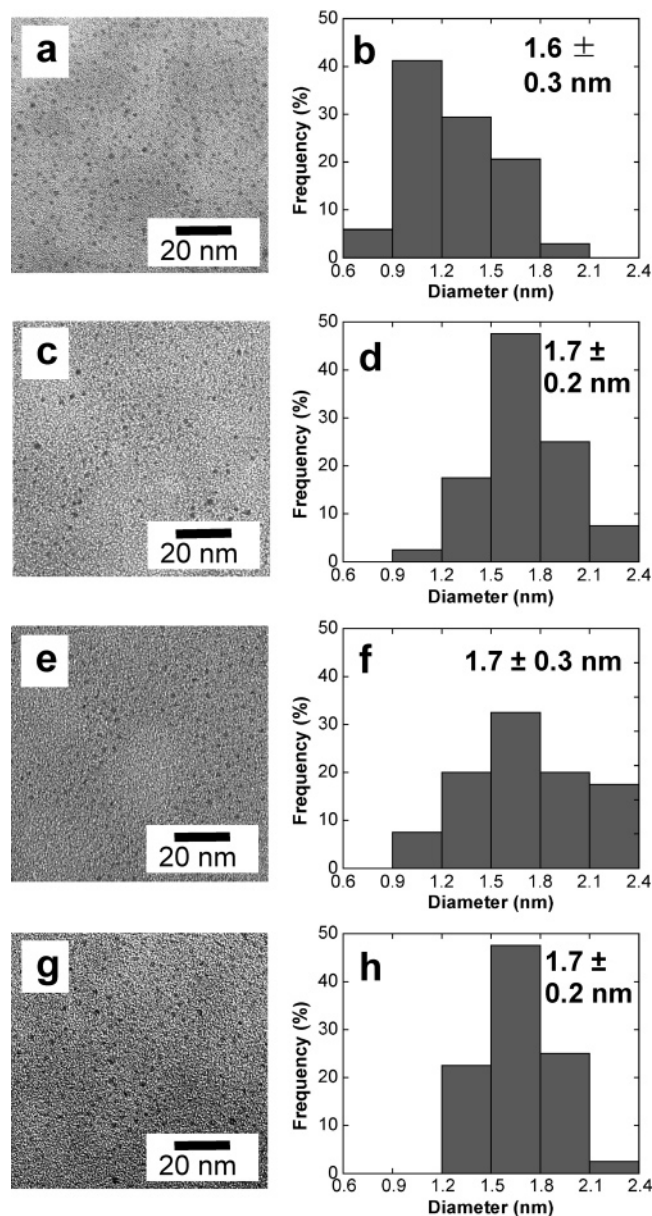 a
20 nm
b
1.6 ±
0.3 nm
50
40
30
20
10
0
Frequency (%)
0.6 0.9 1.2 1.5 1.8 2.1 2.4
Diameter (nm)
c
20 nm
d
1.7 ±
0.2 nm
50
40
30
20
10
0
Frequency (%)
0.6 0.9 1.2 1.5 1.8 2.1 2.4
Diameter (nm)
e
20 nm
f
1.7 ± 0.3 nm
50
40
30
20
10
0
Frequency (%)
0.6 0.9 1.2 1.5 1.8 2.1 2.4
Diameter (nm)
g
20 nm
h
1.7 ±
0.2 nm
50
40
30
20
10
0
Frequency (%)
0.6 0.9 1.2 1.5 1.8 2.1 2.4
Diameter (nm)